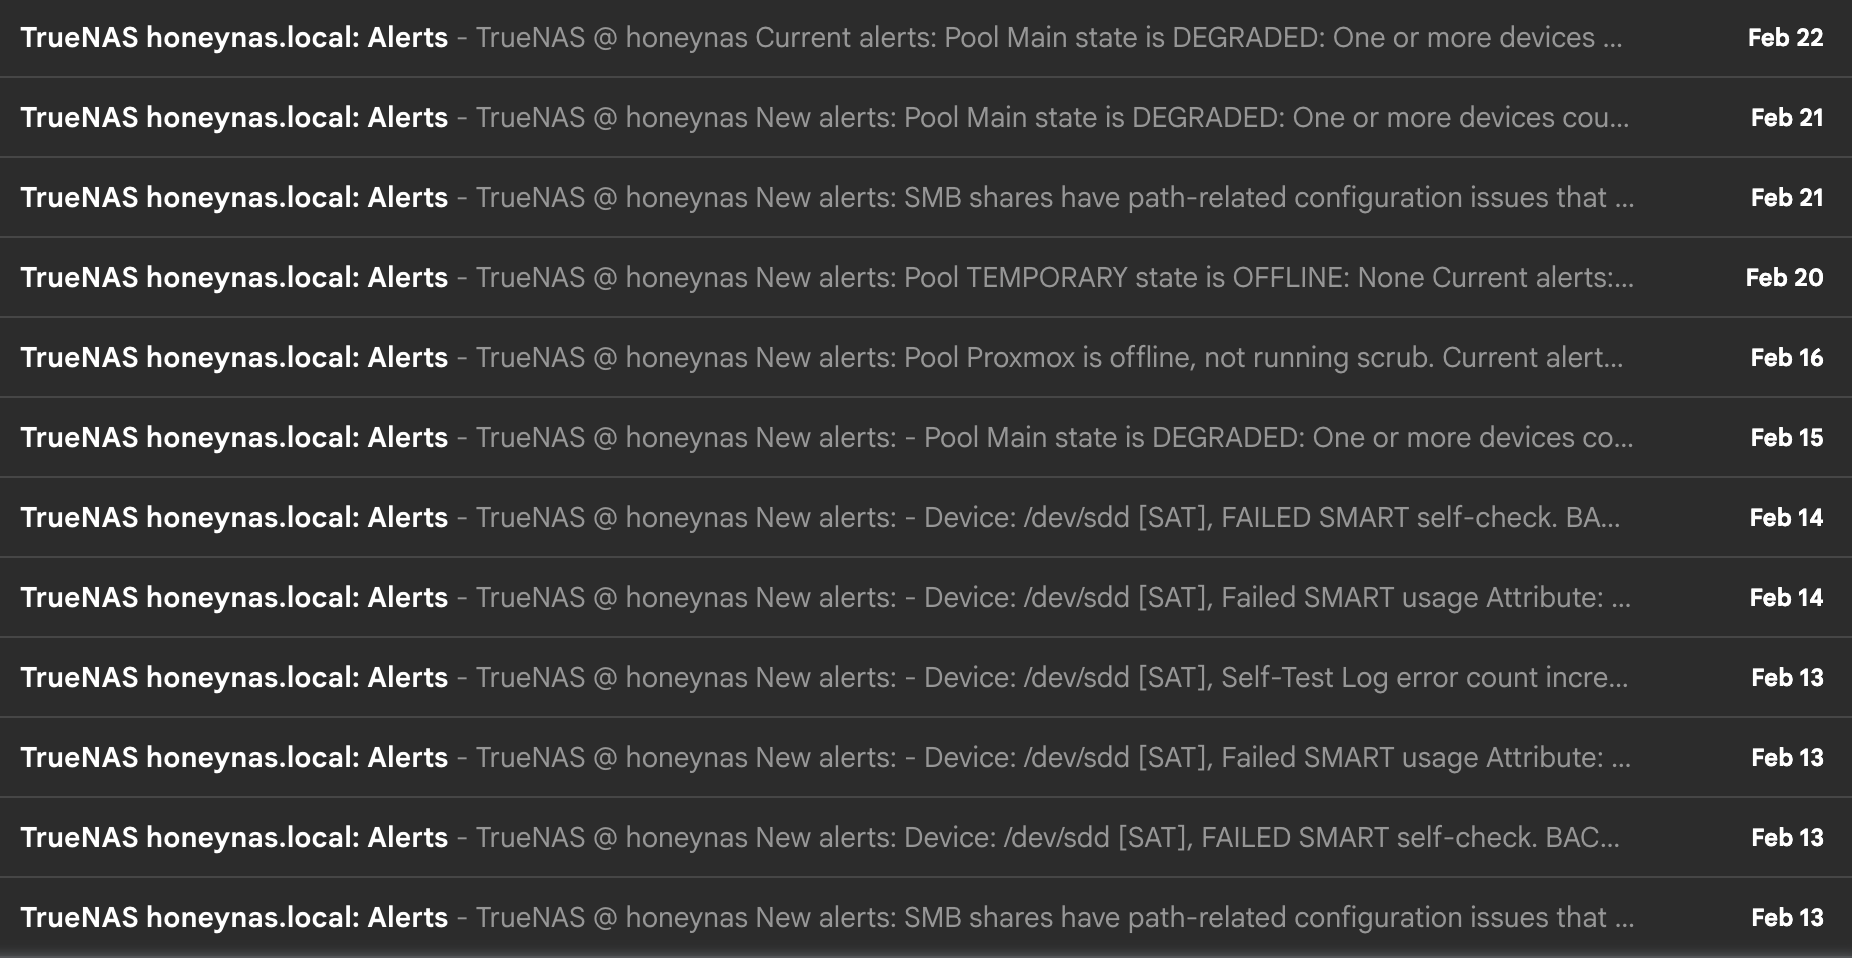 TrueNAS honeynas.local: Alerts - TrueNAS @ honeynas Current alerts: Pool Main state is DEGRADED: One or more devices ... Feb 22
TrueNAS honeynas.local: Alerts - TrueNAS @ honeynas New alerts: Pool Main state is DEGRADED: One or more devices cou... Feb 21
TrueNAS honeynas.local: Alerts - TrueNAS @ honeynas New alerts: SMB shares have path-related configuration issues that ... Feb 21
TrueNAS honeynas.local: Alerts - TrueNAS @ honeynas New alerts: Pool TEMPORARY state is OFFLINE: None Current alerts:... Feb 20
TrueNAS honeynas.local: Alerts - TrueNAS @ honeynas New alerts: Pool Proxmox is offline, not running scrub. Current alert... Feb 16
TrueNAS honeynas.local: Alerts - TrueNAS @ honeynas New alerts: - Pool Main state is DEGRADED: One or more devices co... Feb 15
TrueNAS honeynas.local: Alerts - TrueNAS @ honeynas New alerts: - Device: /dev/sdd [SAT], FAILED SMART self-check. BA... Feb 14
TrueNAS honeynas.local: Alerts - TrueNAS @ honeynas New alerts: - Device: /dev/sdd [SAT], Failed SMART usage Attribute: ... Feb 14
TrueNAS honeynas.local: Alerts - TrueNAS @ honeynas New alerts: - Device: /dev/sdd [SAT], Self-Test Log error count incre... Feb 13
TrueNAS honeynas.local: Alerts - TrueNAS @ honeynas New alerts: - Device: /dev/sdd [SAT], Failed SMART usage Attribute: ... Feb 13
TrueNAS honeynas.local: Alerts - TrueNAS @ honeynas New alerts: Device: /dev/sdd [SAT], FAILED SMART self-check. BAC... Feb 13
TrueNAS honeynas.local: Alerts - TrueNAS @ honeynas New alerts: SMB shares have path-related configuration issues that ... Feb 13